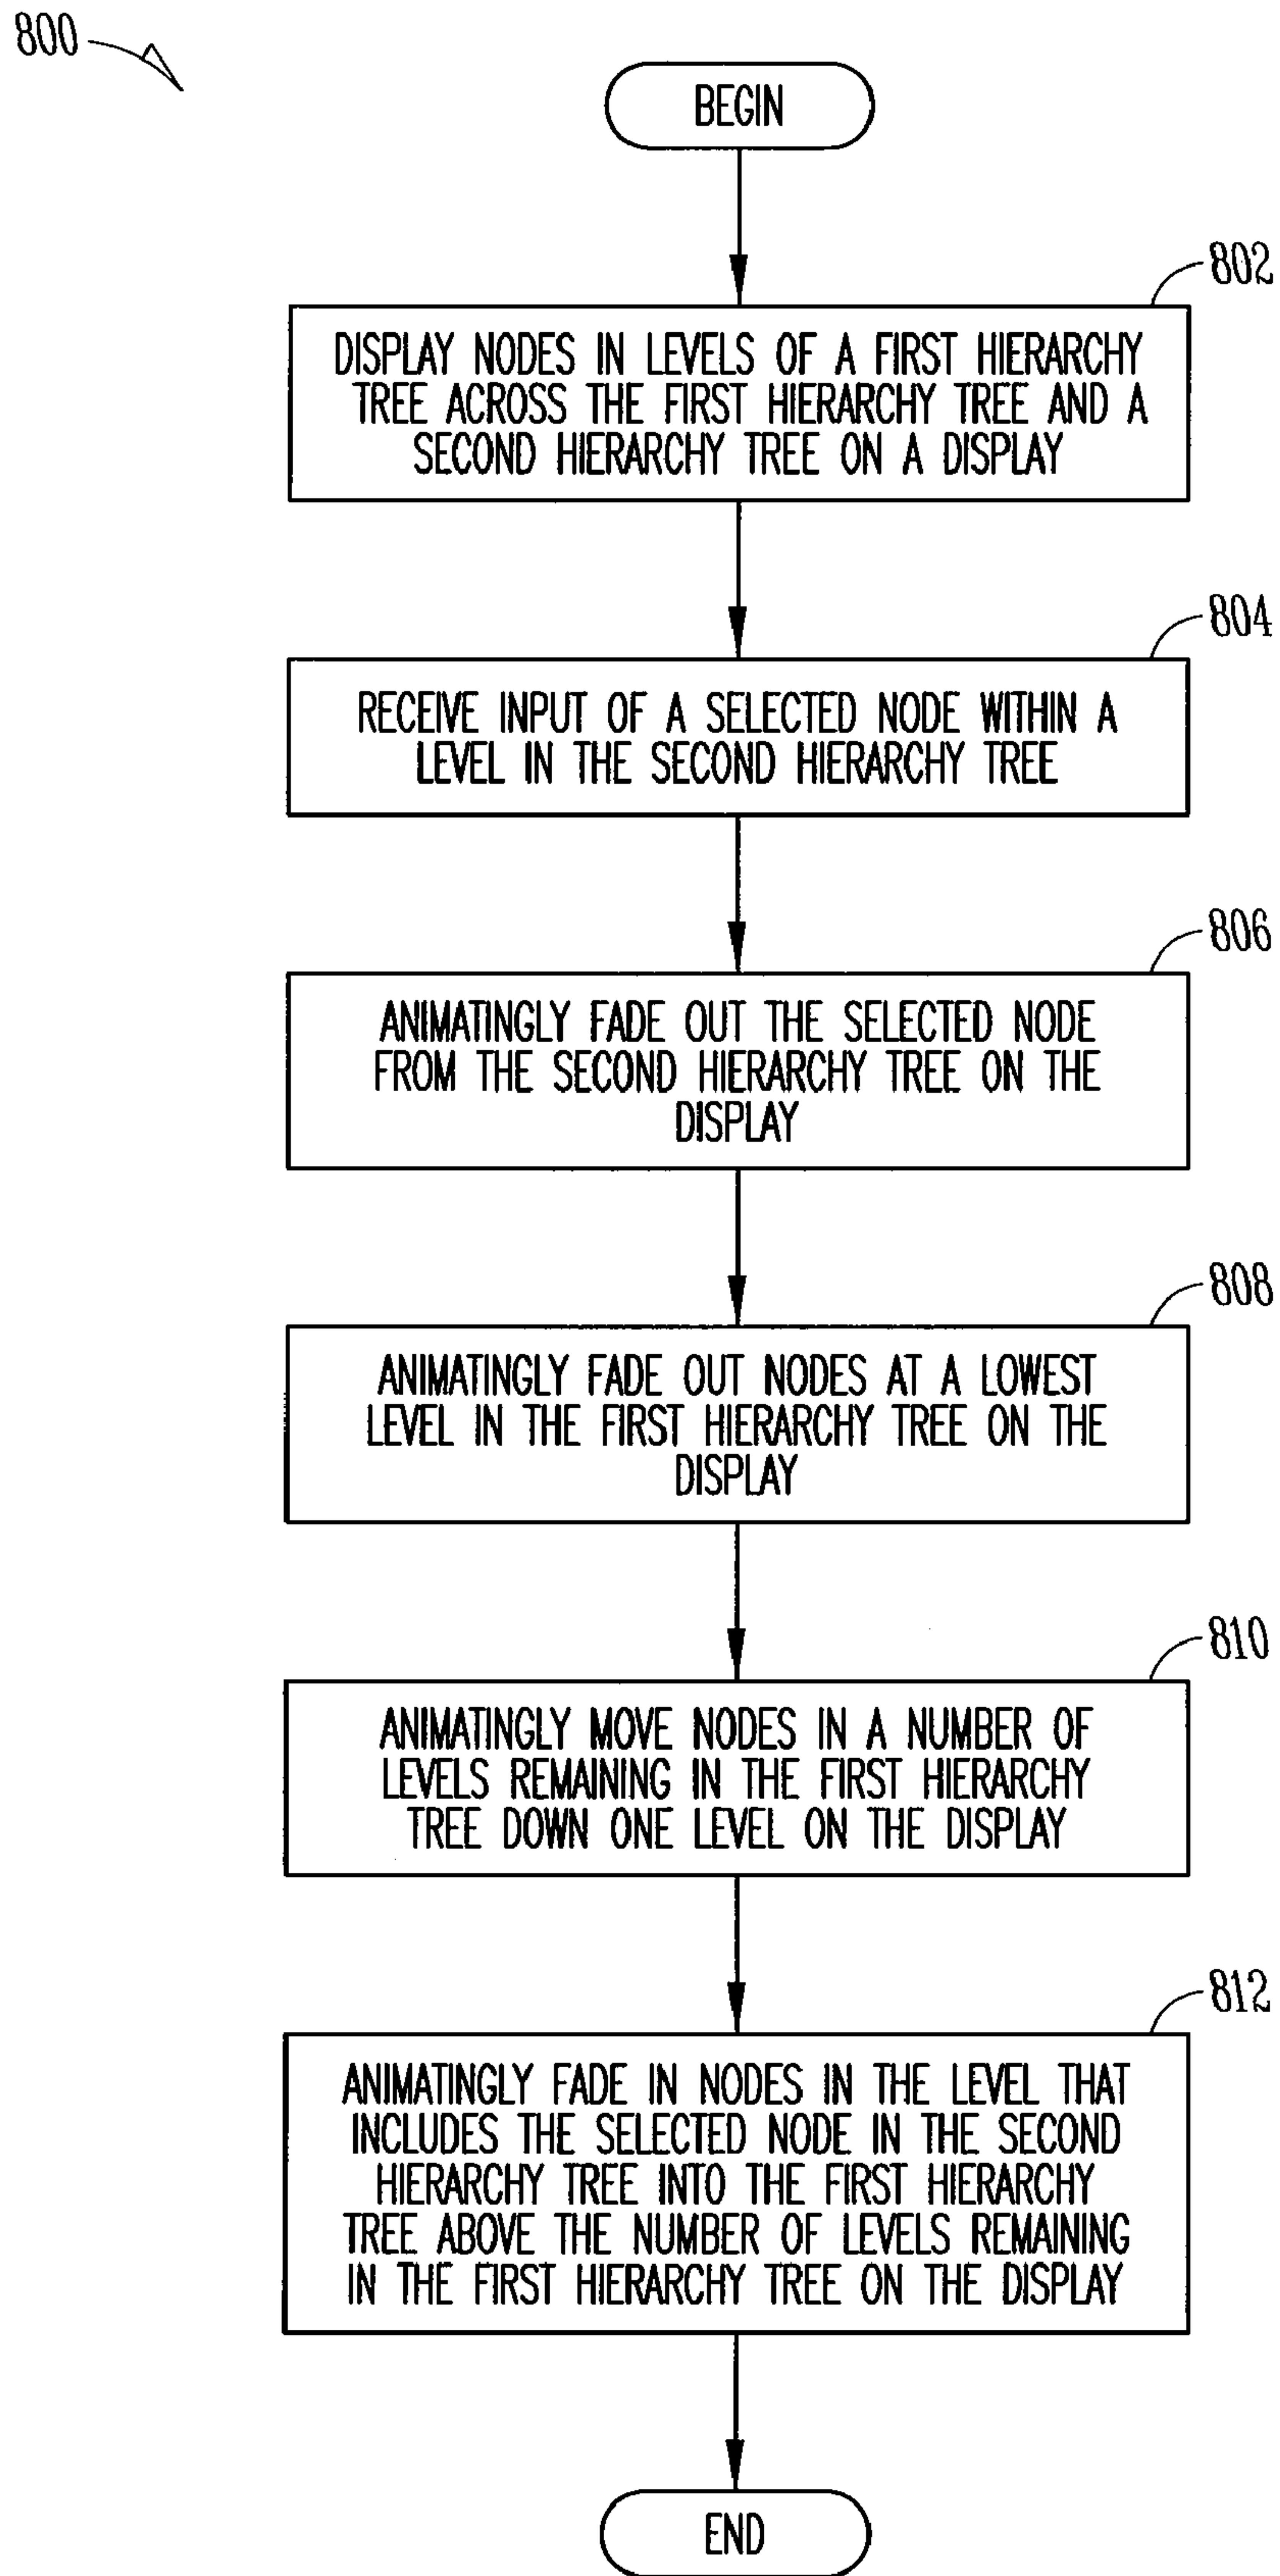 800
BEGIN
802
DISPLAY NODES IN LEVELS OF A FIRST HIERARCHY
TREE ACROSS THE FIRST HIERARCHY TREE AND A
SECOND HIERARCHY TREE ON A DISPLAY
804
RECEIVE INPUT OF A SELECTED NODE WITHIN A
LEVEL IN THE SECOND HIERARCHY TREE
806
ANIMATINGLY FADE OUT THE SELECTED NODE
FROM THE SECOND HIERARCHY TREE ON THE
DISPLAY
808
ANIMATINGLY FADE OUT NODES AT A LOWEST
LEVEL IN THE FIRST HIERARCHY TREE ON THE
DISPLAY
810
ANIMATINGLY MOVE NODES IN A NUMBER OF
LEVELS REMAINING IN THE FIRST HIERARCHY
TREE DOWN ONE LEVEL ON THE DISPLAY
812
ANIMATINGLY FADE IN NODES IN THE LEVEL THAT
INCLUDES THE SELECTED NODE IN THE SECOND
HIERARCHY TREE INTO THE FIRST HIERARCHY
TREE ABOVE THE NUMBER OF LEVELS REMAINING
IN THE FIRST HIERARCHY TREE ON THE DISPLAY
END